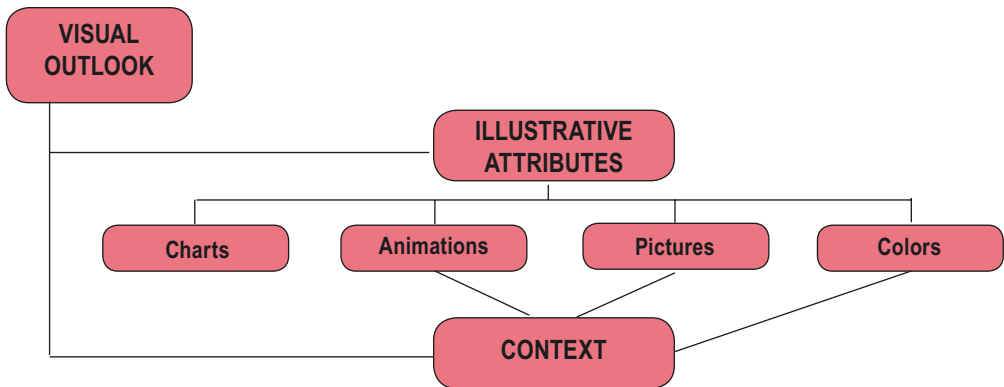 VISUAL
OUTLOOK
ILLUSTRATIVE
ATTRIBUTES
Charts
Animations
Pictures
Colors
CONTEXT